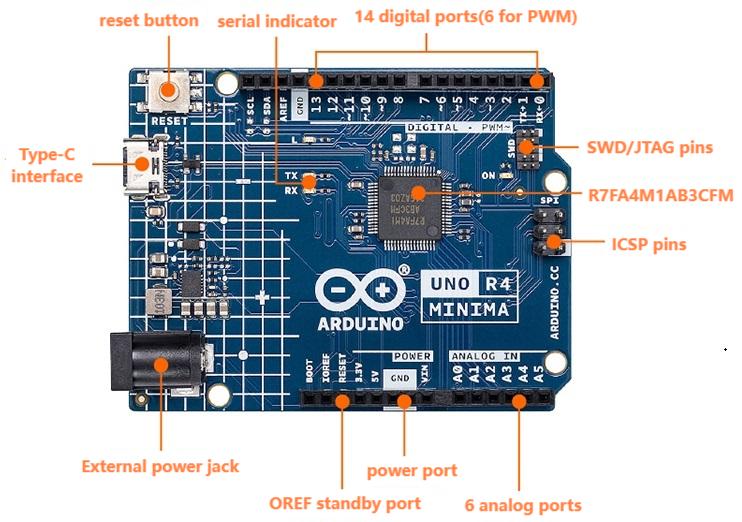 reset button
serial indicator
14 digital ports(6 for PWM)
SCL
SDA
AREF
GND
13
12
~11
~10
~9
8
7
~6
~5
4
~3
2
TX→1
RX←0
RESET
L
DIGITAL - PWM~
SWD
SWD/JTAG pins
Type-C
interface
TX
RX
ON
R7FA4M1
AB3CFM
R7FA4M1AB3CFM
SPI
ICSP pins
103N
®
UNO R4
MINIMA
ARDUINO
ARDUINO.CC
POWER
ANALOG IN
BOOT
IOREF
RESET
3.3V
5V
GND
VIN
A0
A1
A2
A3
A4
A5
External power jack
power port
OREF standby port
6 analog ports